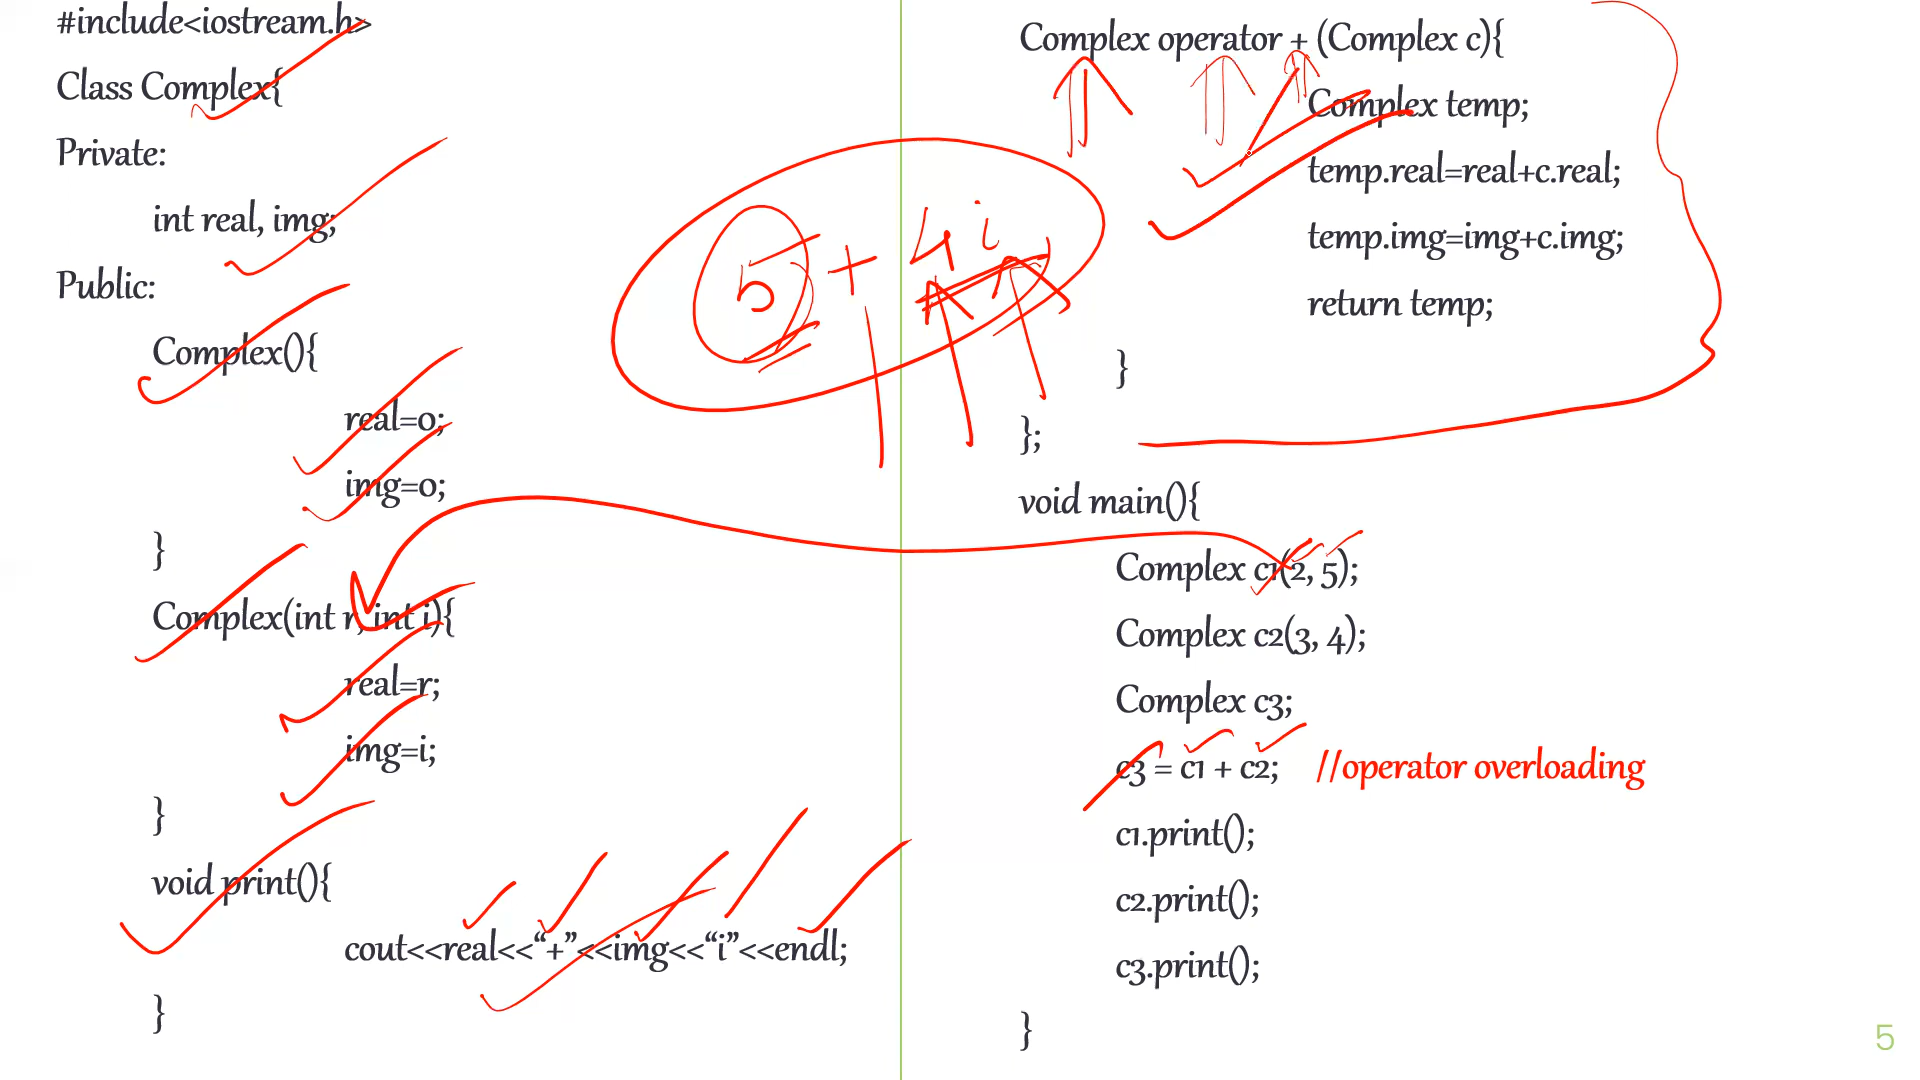 #include<iostream.h>
Class Complex{
Private:
int real, img;
Public:
Complex(){
real=0;
img=0;
}
Complex(int r, int i){
real=r;
img=i;
}
void print(){
cout<<real<<“+”<<img<<“i”<<endl;
}
5 + 4i
Complex operator + (Complex c){
Complex temp;
temp.real=real+c.real;
temp.img=img+c.img;
return temp;
}
};
void main(){
Complex c1(2, 5);
Complex c2(3, 4);
Complex c3;
c3 = c1 + c2; //operator overloading
c1.print();
c2.print();
c3.print();
}
5